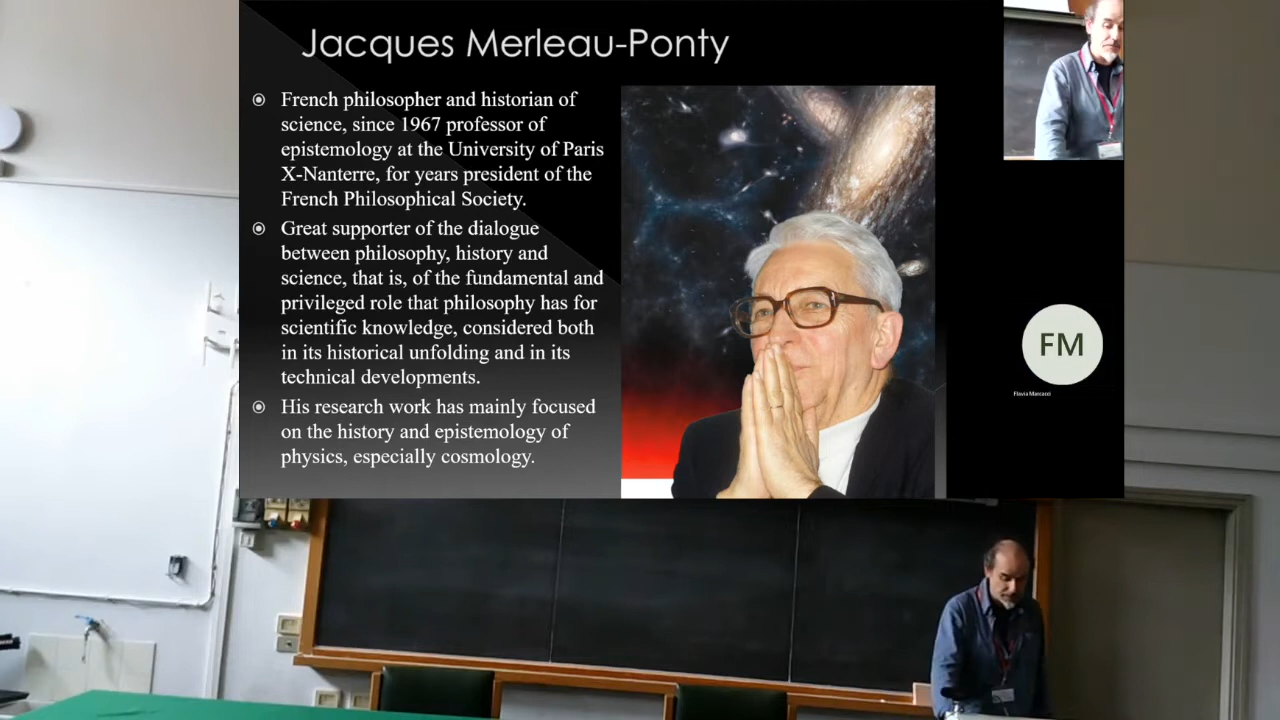 Jacques Merleau-Ponty
French philosopher and historian of
science, since 1967 professor of
epistemology at the University of Paris
X-Nanterre, for years president of the
French Philosophical Society.
Great supporter of the dialogue
between philosophy, history and
science, that is, of the fundamental and
privileged role that philosophy has for
scientific knowledge, considered both
in its historical unfolding and in its
technical developments.
His research work has mainly focused
on the history and epistemology of
physics, especially cosmology.
FM
Flavia Marcacci